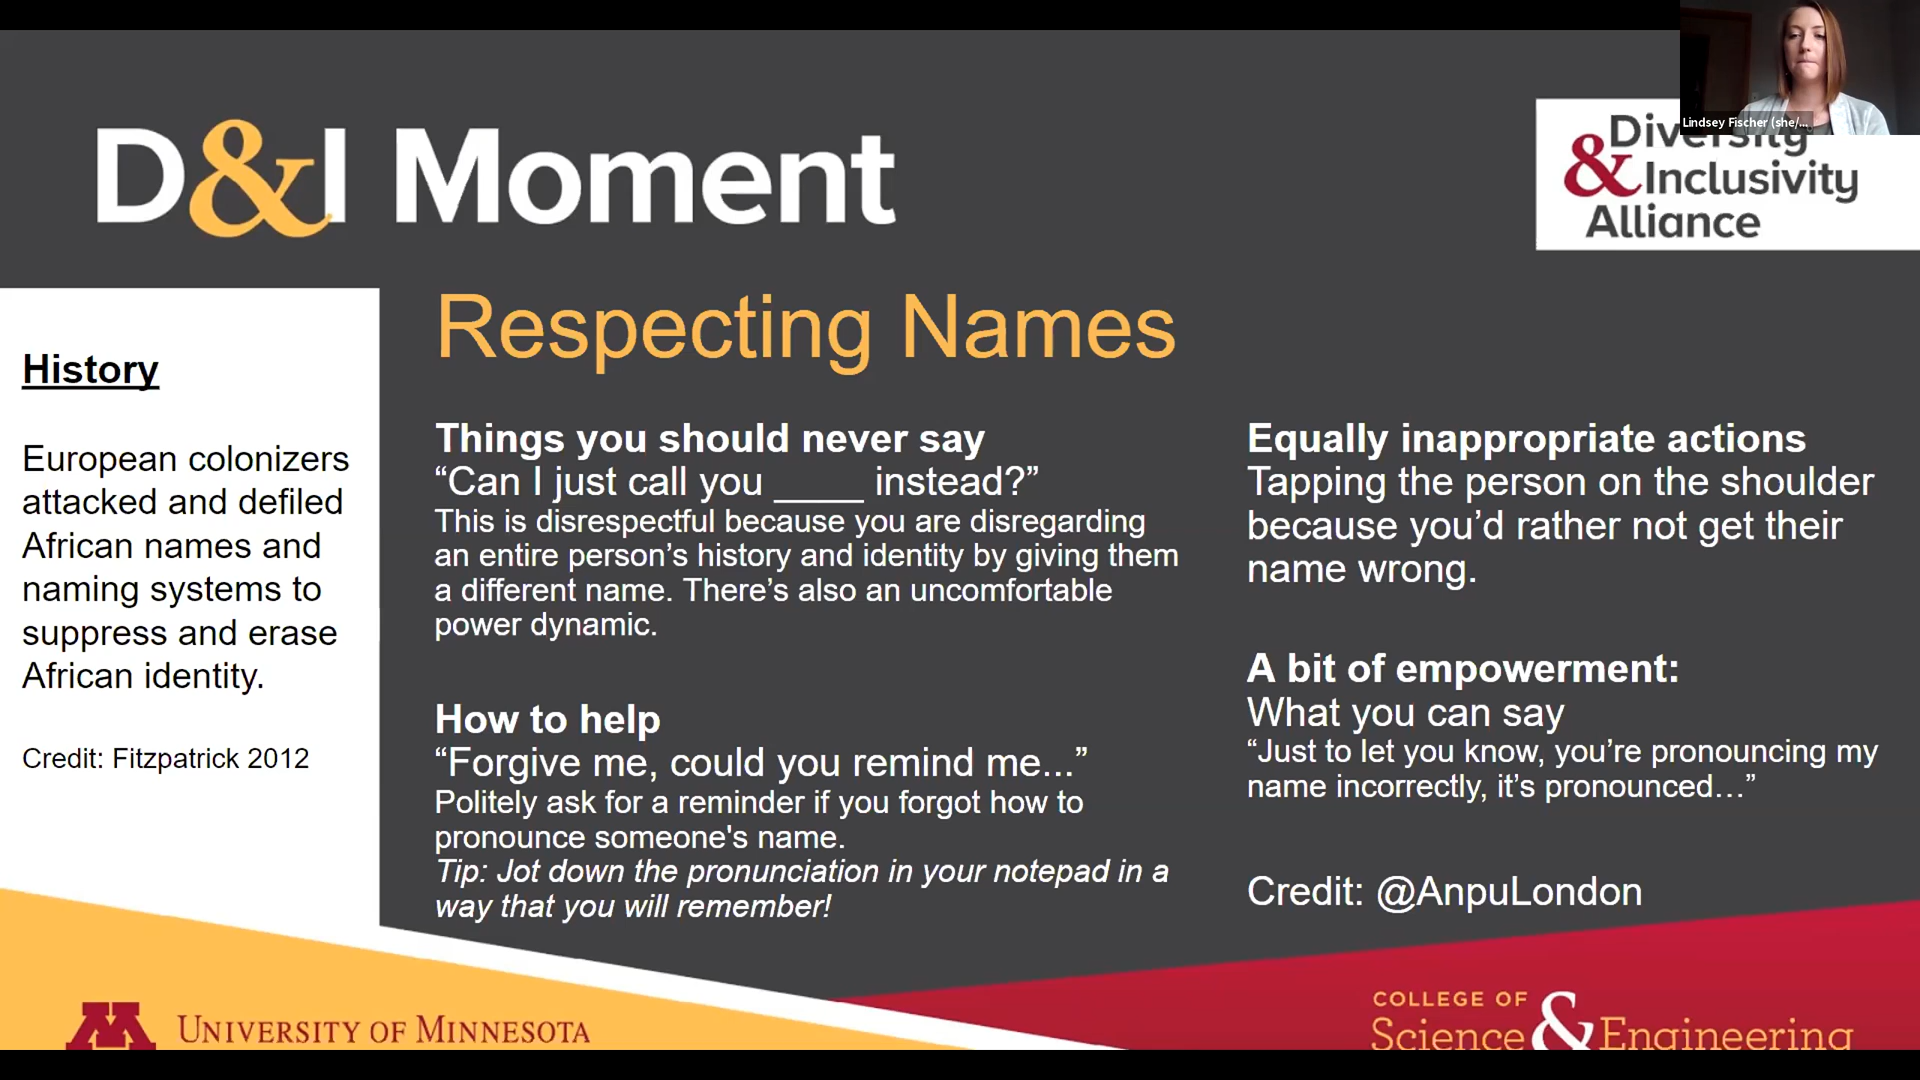 Lindsey Fischer (she/...
D&I Moment
Diversity
& Inclusivity
Alliance
Respecting Names
History
European colonizers
attacked and defiled
African names and
naming systems to
suppress and erase
African identity.
Credit: Fitzpatrick 2012
Things you should never say
“Can I just call you ____ instead?”
This is disrespectful because you are disregarding
an entire person’s history and identity by giving them
a different name. There’s also an uncomfortable
power dynamic.
How to help
“Forgive me, could you remind me...”
Politely ask for a reminder if you forgot how to
pronounce someone's name.
Tip: Jot down the pronunciation in your notepad in a
way that you will remember!
Equally inappropriate actions
Tapping the person on the shoulder
because you’d rather not get their
name wrong.
A bit of empowerment:
What you can say
“Just to let you know, you’re pronouncing my
name incorrectly, it’s pronounced…”
Credit: @AnpuLondon
M UNIVERSITY OF MINNESOTA
COLLEGE OF
Science & Engineering